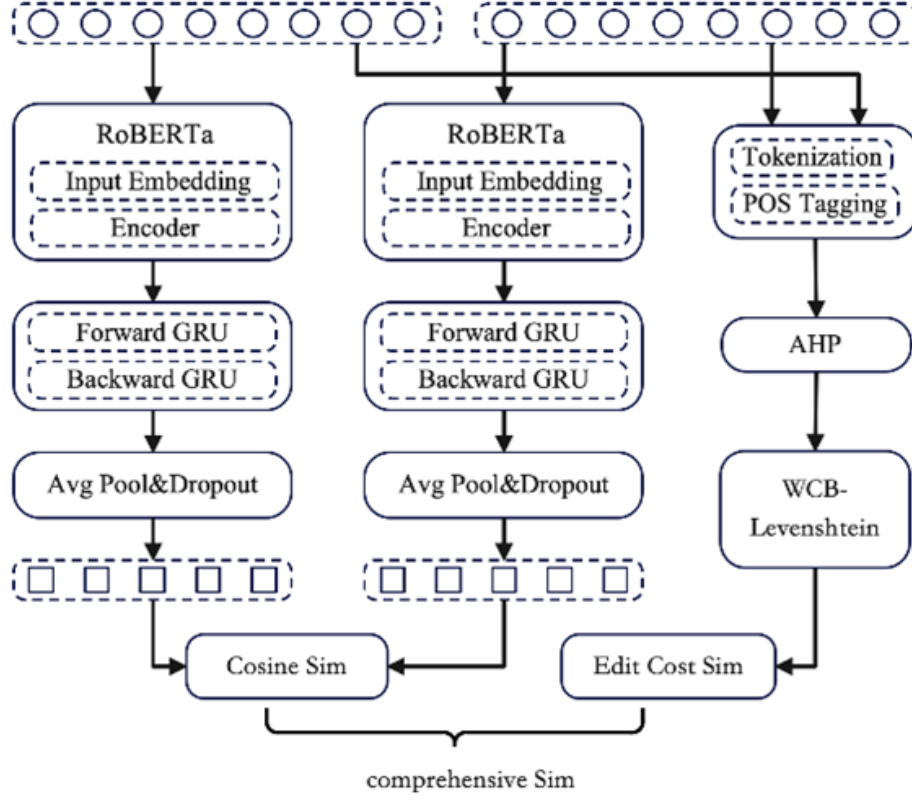 RoBERTa
Input Embedding
Encoder
Forward GRU
Backward GRU
Avg Pool&Dropout
RoBERTa
Input Embedding
Encoder
Forward GRU
Backward GRU
Avg Pool&Dropout
Tokenization
POS Tagging
AHP
WCB-
Levenshtein
Cosine Sim
Edit Cost Sim
comprehensive Sim